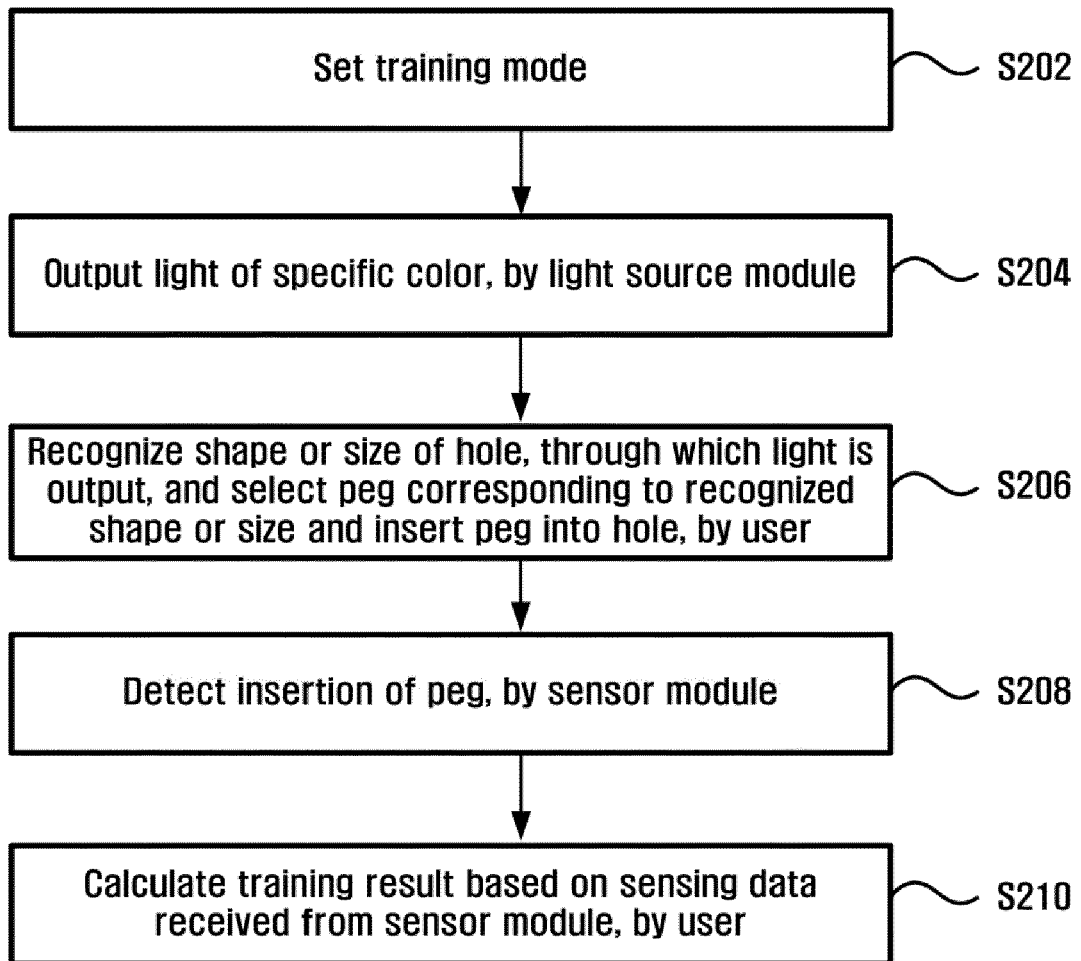 Set training mode
S202
Output light of specific color, by light source module
S204
Recognize shape or size of hole, through which light is
output, and select peg corresponding to recognized
shape or size and insert peg into hole, by user
S206
Detect insertion of peg, by sensor module
S208
Calculate training result based on sensing data
received from sensor module, by user
S210